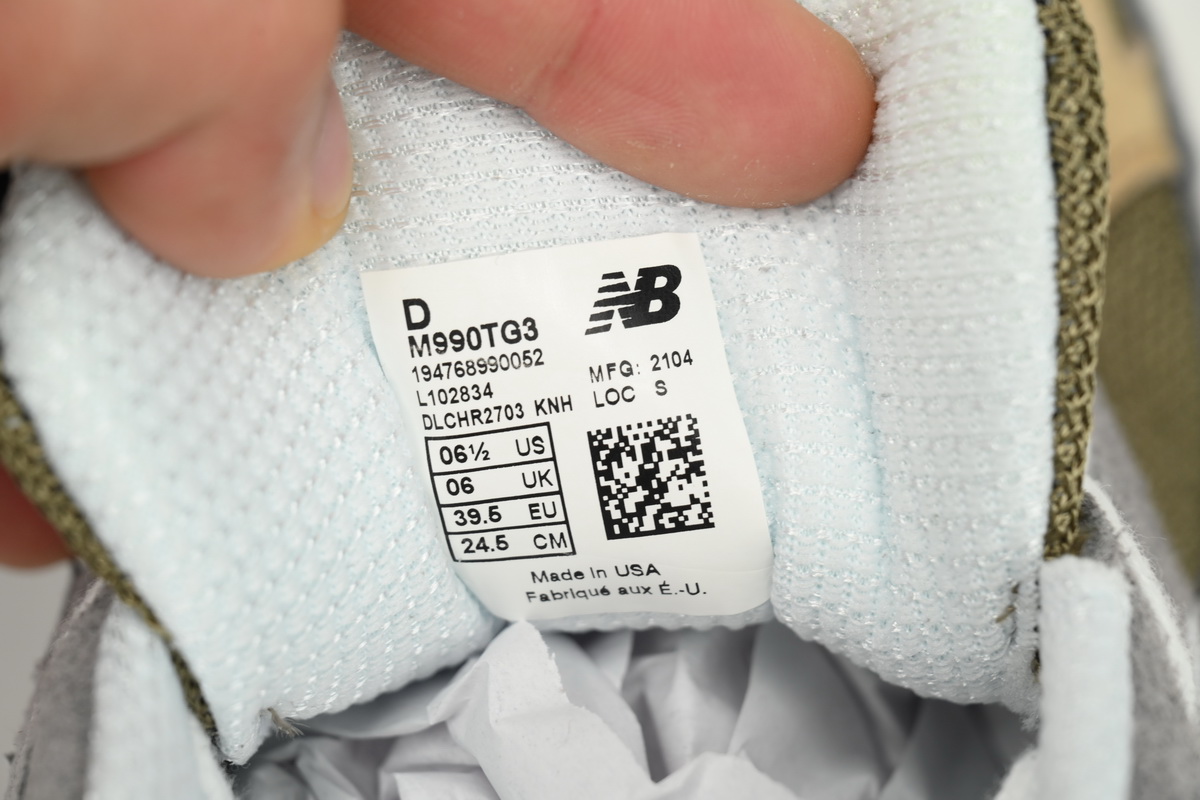 D
M990TG3
194768990052
L102834
DLCHR2703 KNH
NB
MFG: 2104
LOC S
06½ US
06 UK
39.5 EU
24.5 CM
Made in USA
Fabriqué aux É.-U.